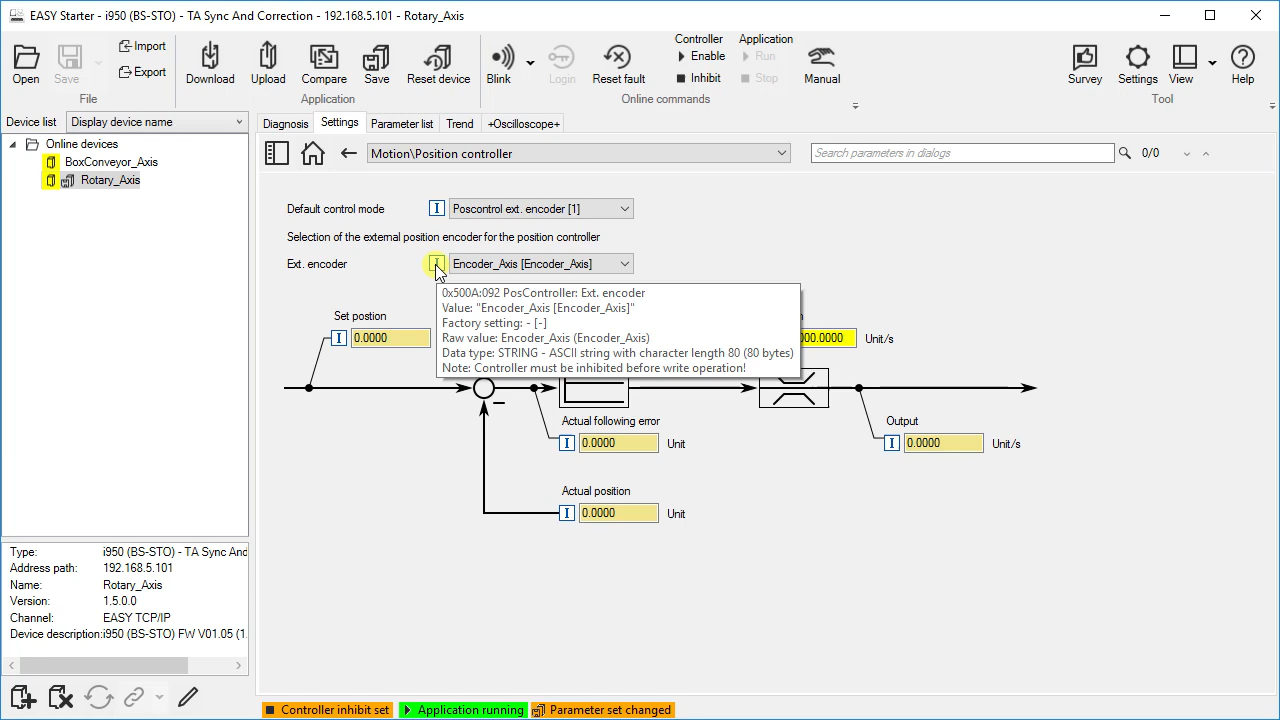 EASY Starter - i950 (BS-STO) - TA Sync And Correction - 192.168.5.101 - Rotary_Axis
Open
Save
Import
Export
File
Download
Upload
Compare
Save
Reset device
Application
Blink
Login
Reset fault
Controller
Enable
Inhibit
Application
Run
Stop
Manual
Online commands
Survey
Settings
View
Help
Tool
Device list
Display device name
Online devices
BoxConveyor_Axis
Rotary_Axis
Type: i950 (BS-STO) - TA Sync And
Address path: 192.168.5.101
Name: Rotary_Axis
Version: 1.5.0.0
Channel: EASY TCP/IP
Device description: i950 (BS-STO) FW V01.05 (1.
Diagnosis
Settings
Parameter list
Trend
+Oscilloscope+
Motion\Position controller
Search parameters in dialogs
0/0
Default control mode
I
Poscontrol ext. encoder [1]
Selection of the external position encoder for the position controller
Ext. encoder
I
Encoder_Axis [Encoder_Axis]
0x500A:092 PosController: Ext. encoder
Value: "Encoder_Axis [Encoder_Axis]"
Factory setting: - [-]
Raw value: Encoder_Axis (Encoder_Axis)
Data type: STRING - ASCII string with character length 80 (80 bytes)
Note: Controller must be inhibited before write operation!
Set positon
I
0.0000
00.0000
Unit/s
Actual following error
I
0.0000
Unit
Output
I
0.0000
Unit/s
Actual position
I
0.0000
Unit
Controller inhibit set
Application running
Parameter set changed